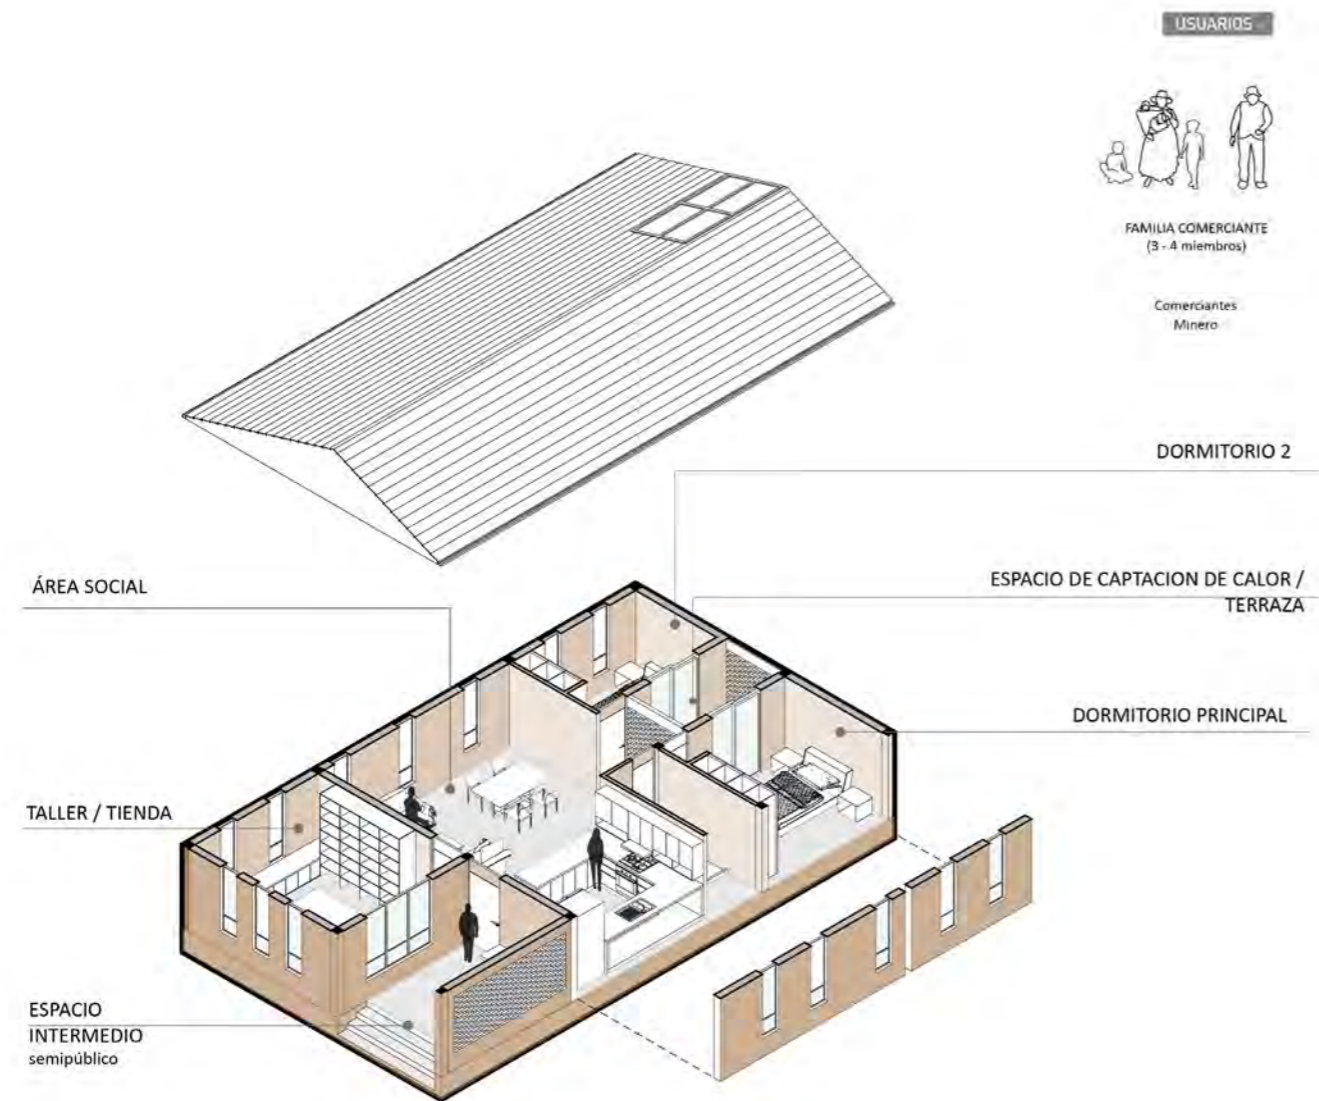 USUARIOS
FAMILIA COMERCIANTE
(3 - 4 miembros)
Comerciantes
Minero
DORMITORIO 2
ESPACIO DE CAPTACION DE CALOR /
TERRAZA
DORMITORIO PRINCIPAL
ÁREA SOCIAL
TALLER / TIENDA
ESPACIO
INTERMEDIO
semipúblico